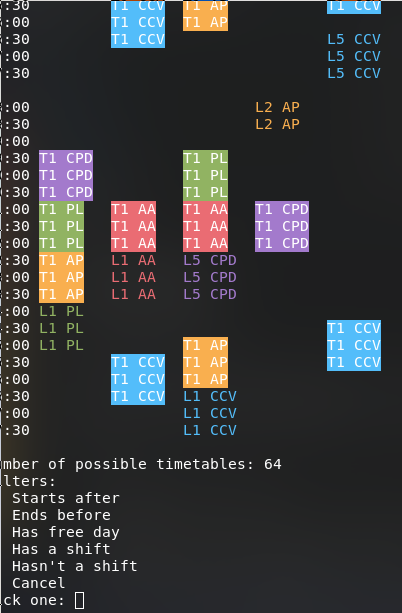 :30 T1 CCV T1 AP T1 CCV
:00 T1 CCV T1 AP
:30 T1 CCV L5 CCV
:00 L5 CCV
:30 L5 CCV
:00 L2 AP
:30 L2 AP
:00
:30 T1 CPD T1 PL
:00 T1 CPD T1 PL
:30 T1 CPD T1 PL
:00 T1 PL T1 AA T1 AA T1 CPD
:30 T1 PL T1 AA T1 AA T1 CPD
:00 T1 PL T1 AA T1 AA T1 CPD
:30 T1 AP L1 AA L5 CPD
:00 T1 AP L1 AA L5 CPD
:30 T1 AP L1 AA L5 CPD
:00 L1 PL
:30 L1 PL T1 CCV
:00 L1 PL T1 AP T1 CCV
:30 T1 CCV T1 AP T1 CCV
:00 T1 CCV T1 AP
:30 T1 CCV L1 CCV
:00 L1 CCV
:30 L1 CCV
mber of possible timetables: 64
lters:
Starts after
Ends before
Has free day
Has a shift
Hasn't a shift
Cancel
ck one: